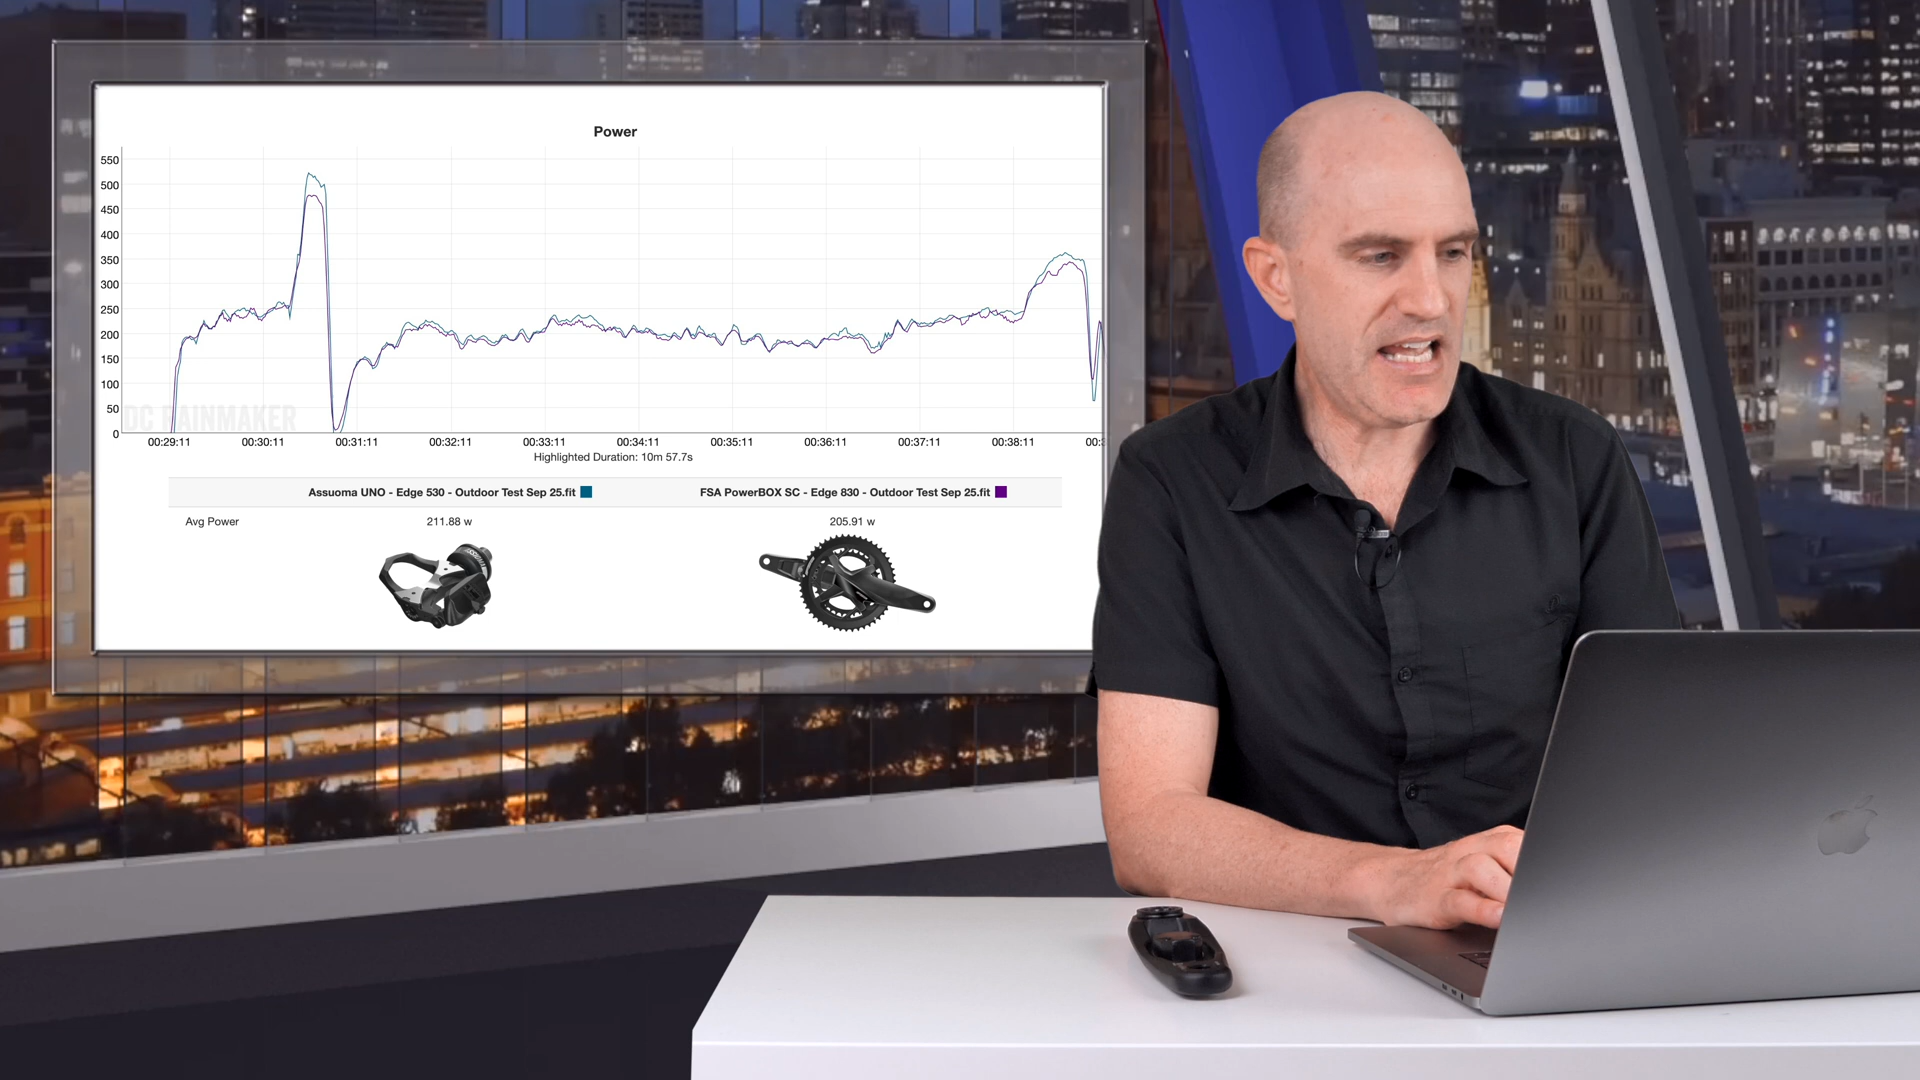 Power
550
500
450
400
350
300
250
200
150
100
50
0
DC RAINMAKER
00:29:11 00:30:11 00:31:11 00:32:11 00:33:11 00:34:11 00:35:11 00:36:11 00:37:11 00:38:11 00:3
Highlighted Duration: 10m 57.7s
Assuoma UNO - Edge 530 - Outdoor Test Sep 25.fit FSA PowerBOX SC - Edge 830 - Outdoor Test Sep 25.fit
Avg Power 211.88 w 205.91 w